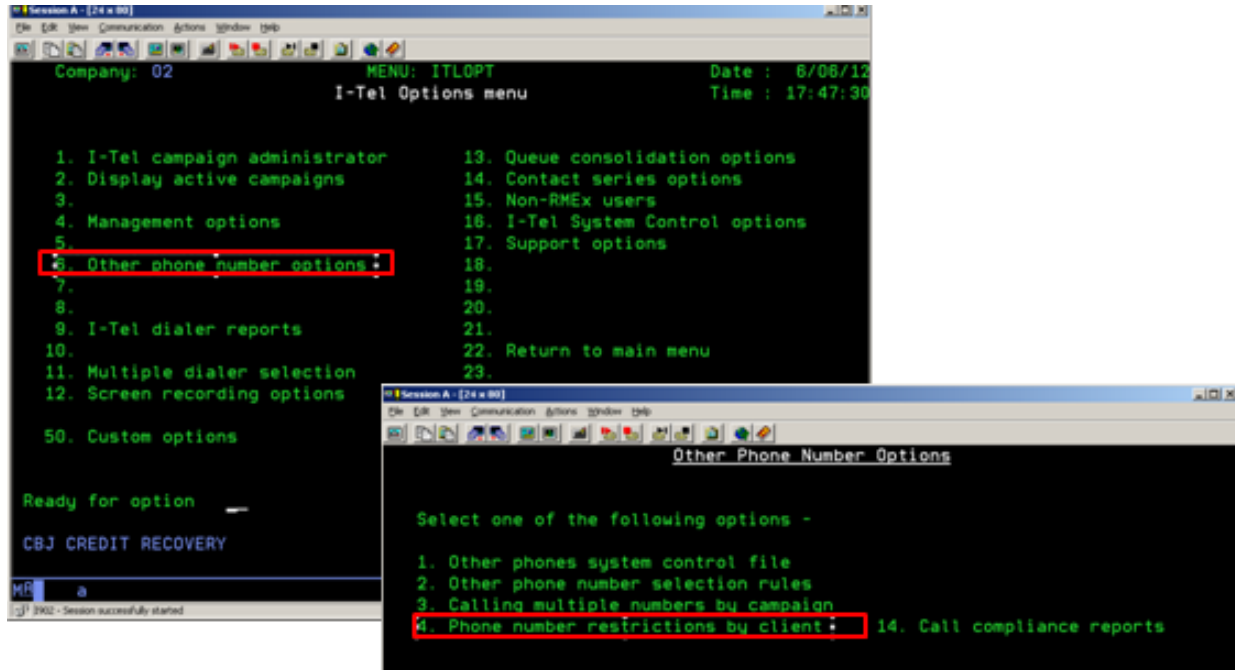 Session A - [24 x 80]
File Edit View Communication Actions Window Help
Company: 02 MENU: ITLOPT Date : 6/06/12
I-Tel Options menu Time : 17:47:30
1. I-Tel campaign administrator 13. Queue consolidation options
2. Display active campaigns 14. Contact series options
3. 15. Non-RMEx users
4. Management options 16. I-Tel System Control options
5. 17. Support options
6. Other phone number options 18.
7. 19.
8. 20.
9. I-Tel dialer reports 21.
10. 22. Return to main menu
11. Multiple dialer selection 23.
12. Screen recording options
50. Custom options
Ready for option
CBJ CREDIT RECOVERY
MA a
3902 - Session successfully started
Session A - [24 x 80]
File Edit View Communication Actions Window Help
Other Phone Number Options
Select one of the following options -
1. Other phones system control file
2. Other phone number selection rules
3. Calling multiple numbers by campaign
4. Phone number restrictions by client 14. Call compliance reports